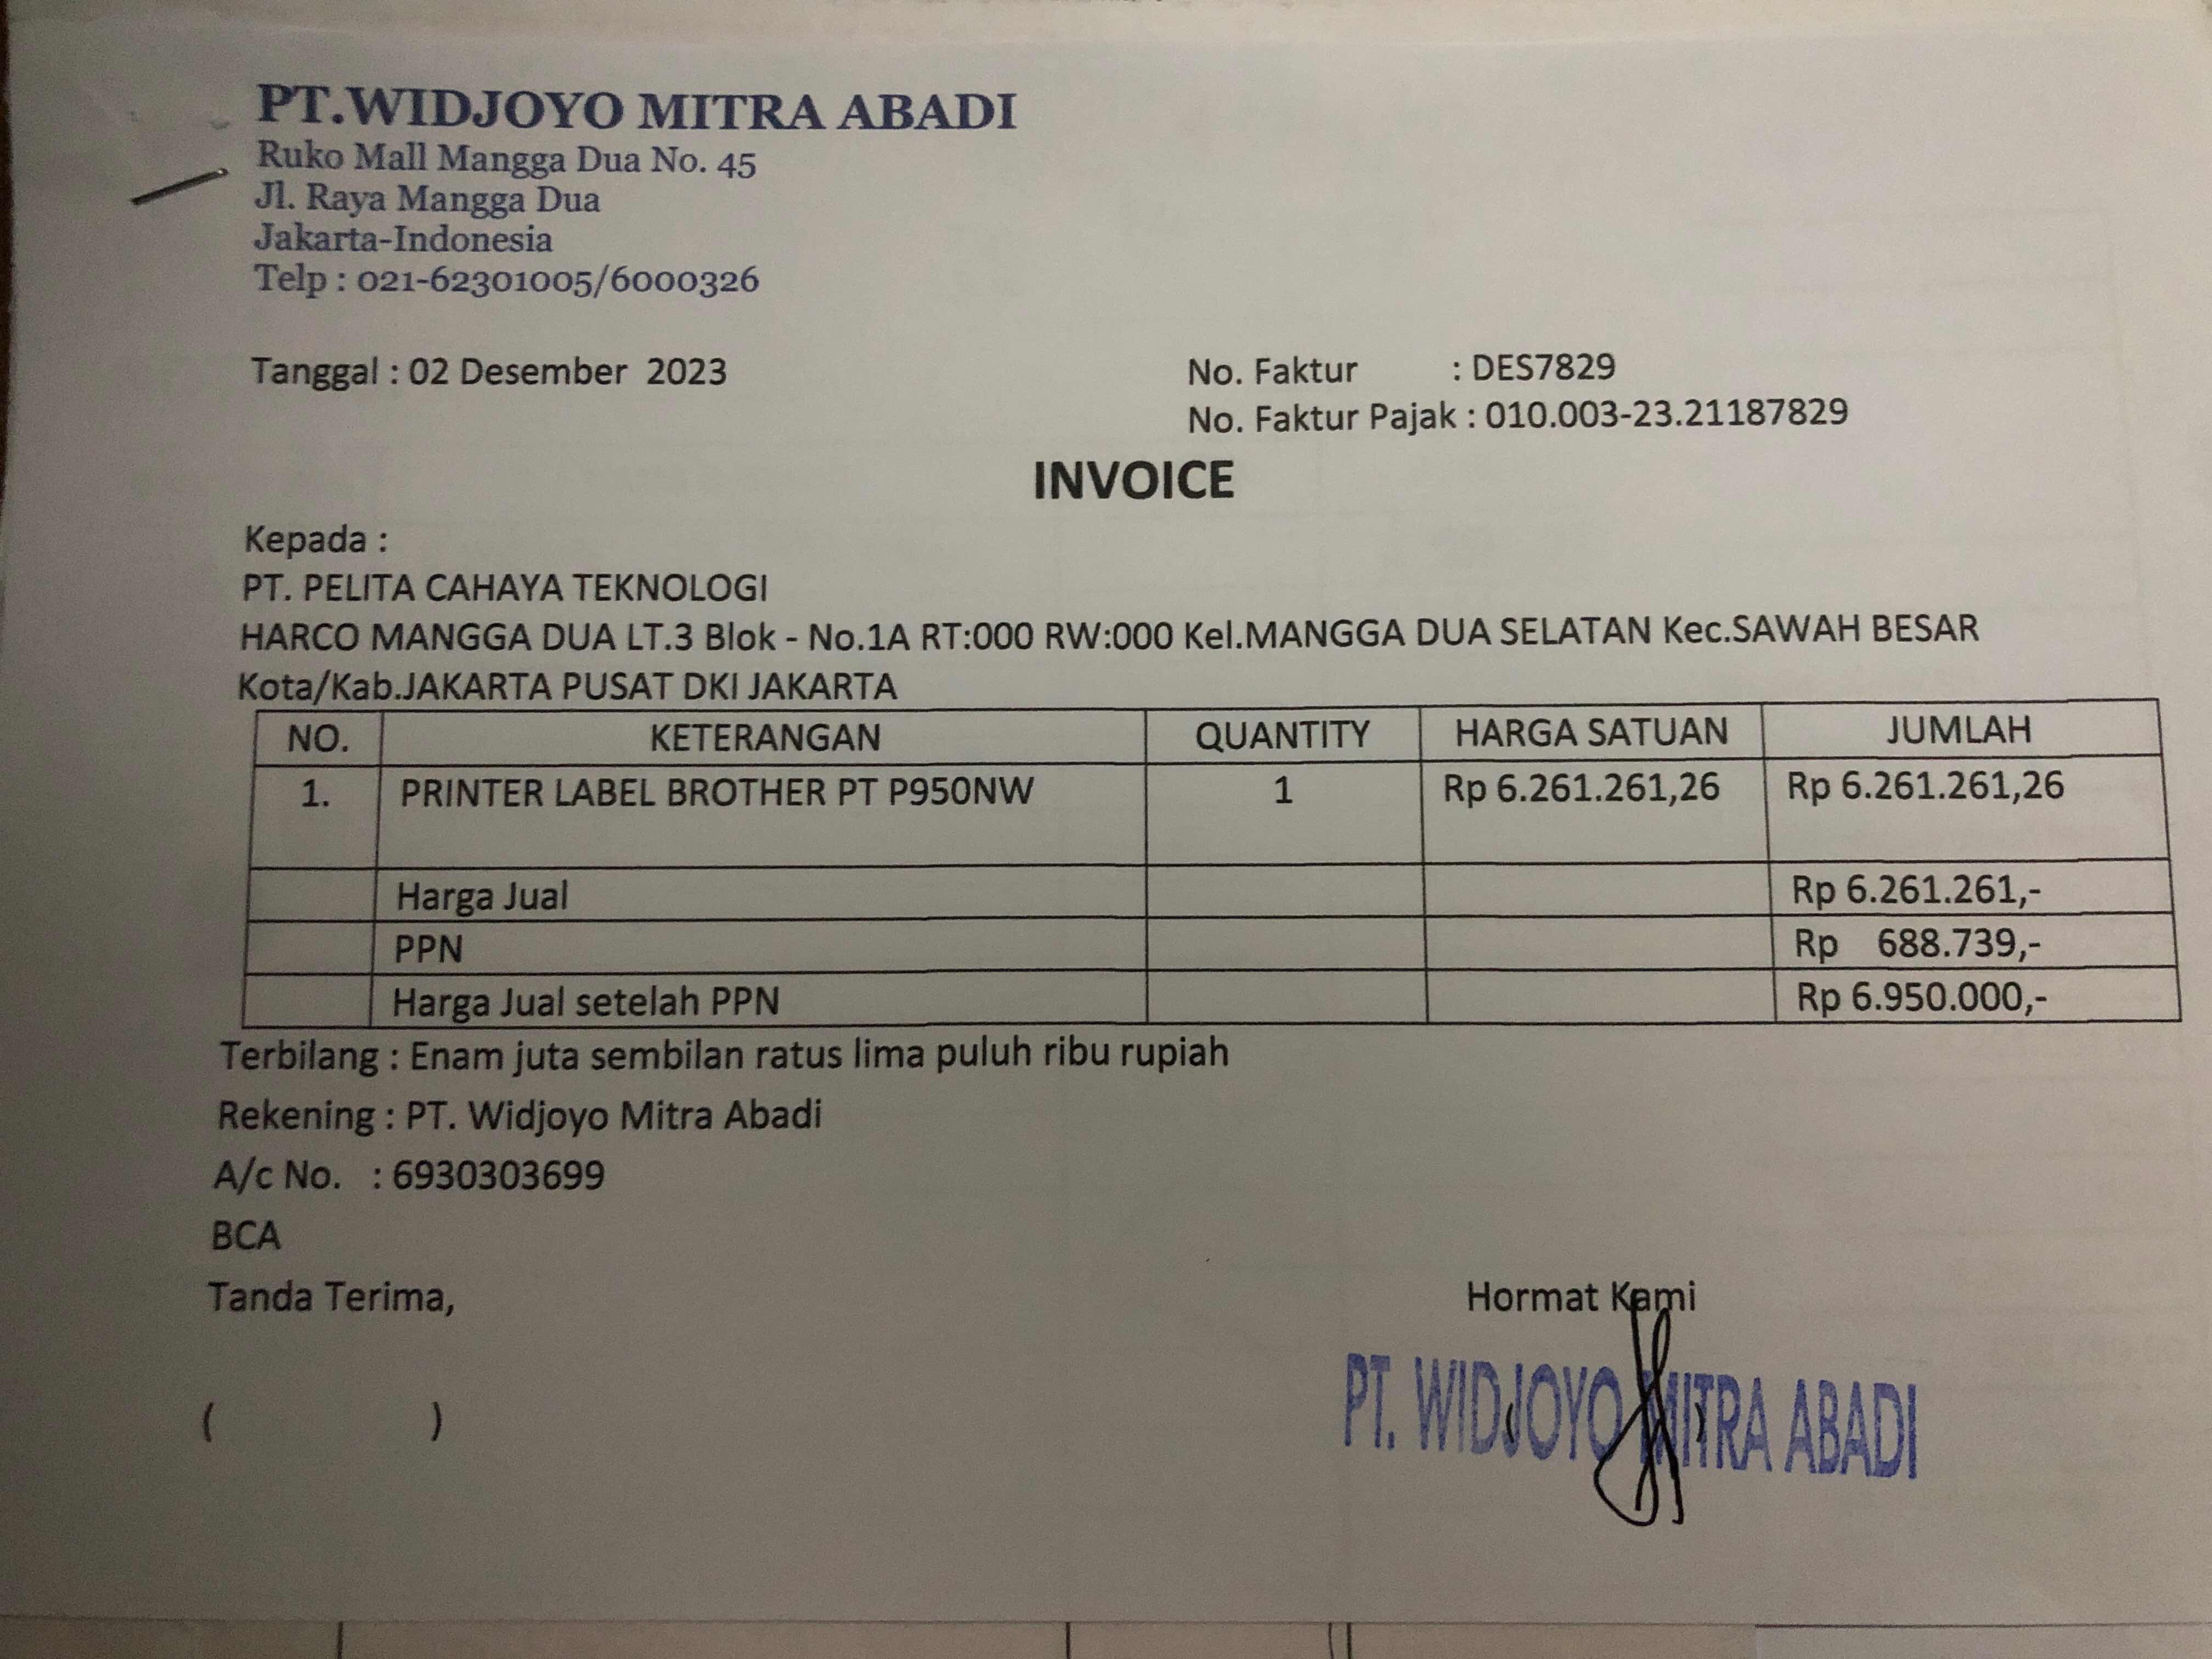 PT.WIDJOYO MITRA ABADI
Ruko Mall Mangga Dua No. 45
Jl. Raya Mangga Dua
Jakarta-Indonesia
Telp : 021-62301005/6000326
Tanggal : 02 Desember 2023
No. Faktur : DES7829
No. Faktur Pajak : 010.003-23.21187829
INVOICE
Kepada :
PT. PELITA CAHAYA TEKNOLOGI
HARCO MANGGA DUA LT.3 Blok - No.1A RT:000 RW:000 Kel.MANGGA DUA SELATAN Kec.SAWAH BESAR
Kota/Kab.JAKARTA PUSAT DKI JAKARTA
NO. KETERANGAN QUANTITY HARGA SATUAN JUMLAH
1. PRINTER LABEL BROTHER PT P950NW 1 Rp 6.261.261,26 Rp 6.261.261,26
Harga Jual Rp 6.261.261,-
PPN Rp 688.739,-
Harga Jual setelah PPN Rp 6.950.000,-
Terbilang : Enam juta sembilan ratus lima puluh ribu rupiah
Rekening : PT. Widjoyo Mitra Abadi
A/c No. : 6930303699
BCA
Tanda Terima,
Hormat Kami
( )
PT. WIDJOYO MITRA ABADI